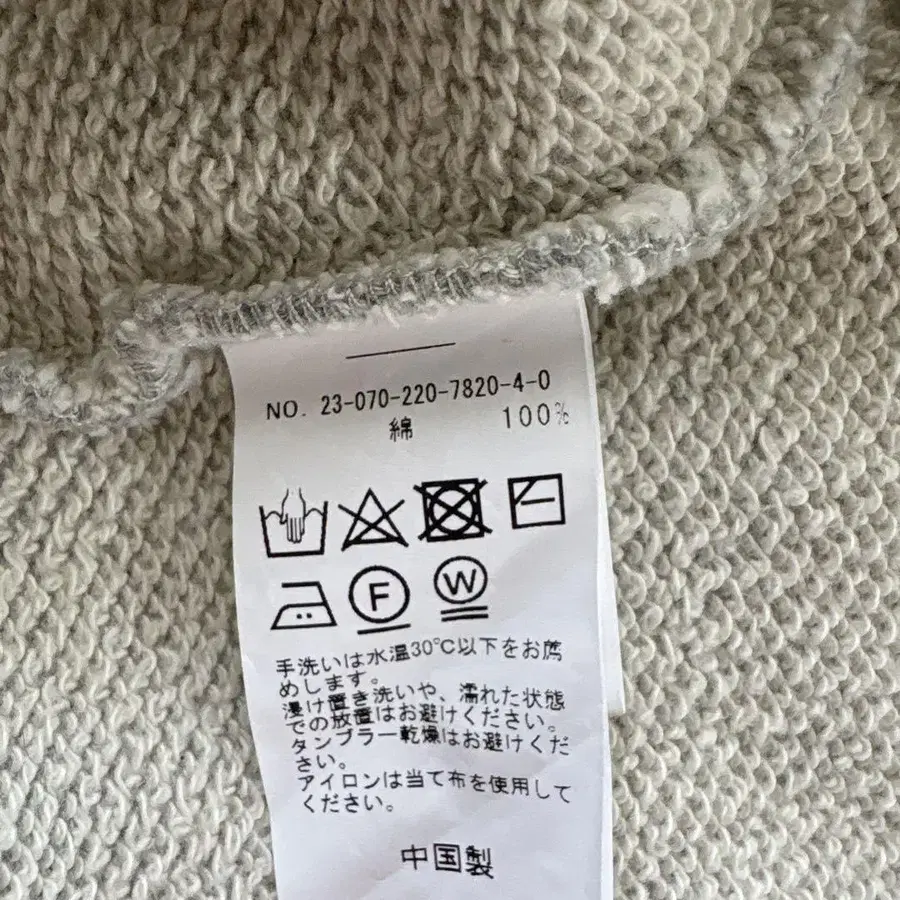 NO. 23-070-220-7820-4-0
綿 100%
F W
手洗いは水温30℃以下をお薦
めします。
浸け置き洗いや、濡れた状態
での放置はお避けください。
タンブラー乾燥はお避けくだ
さい。
アイロンは当て布を使用して
ください。
中国製